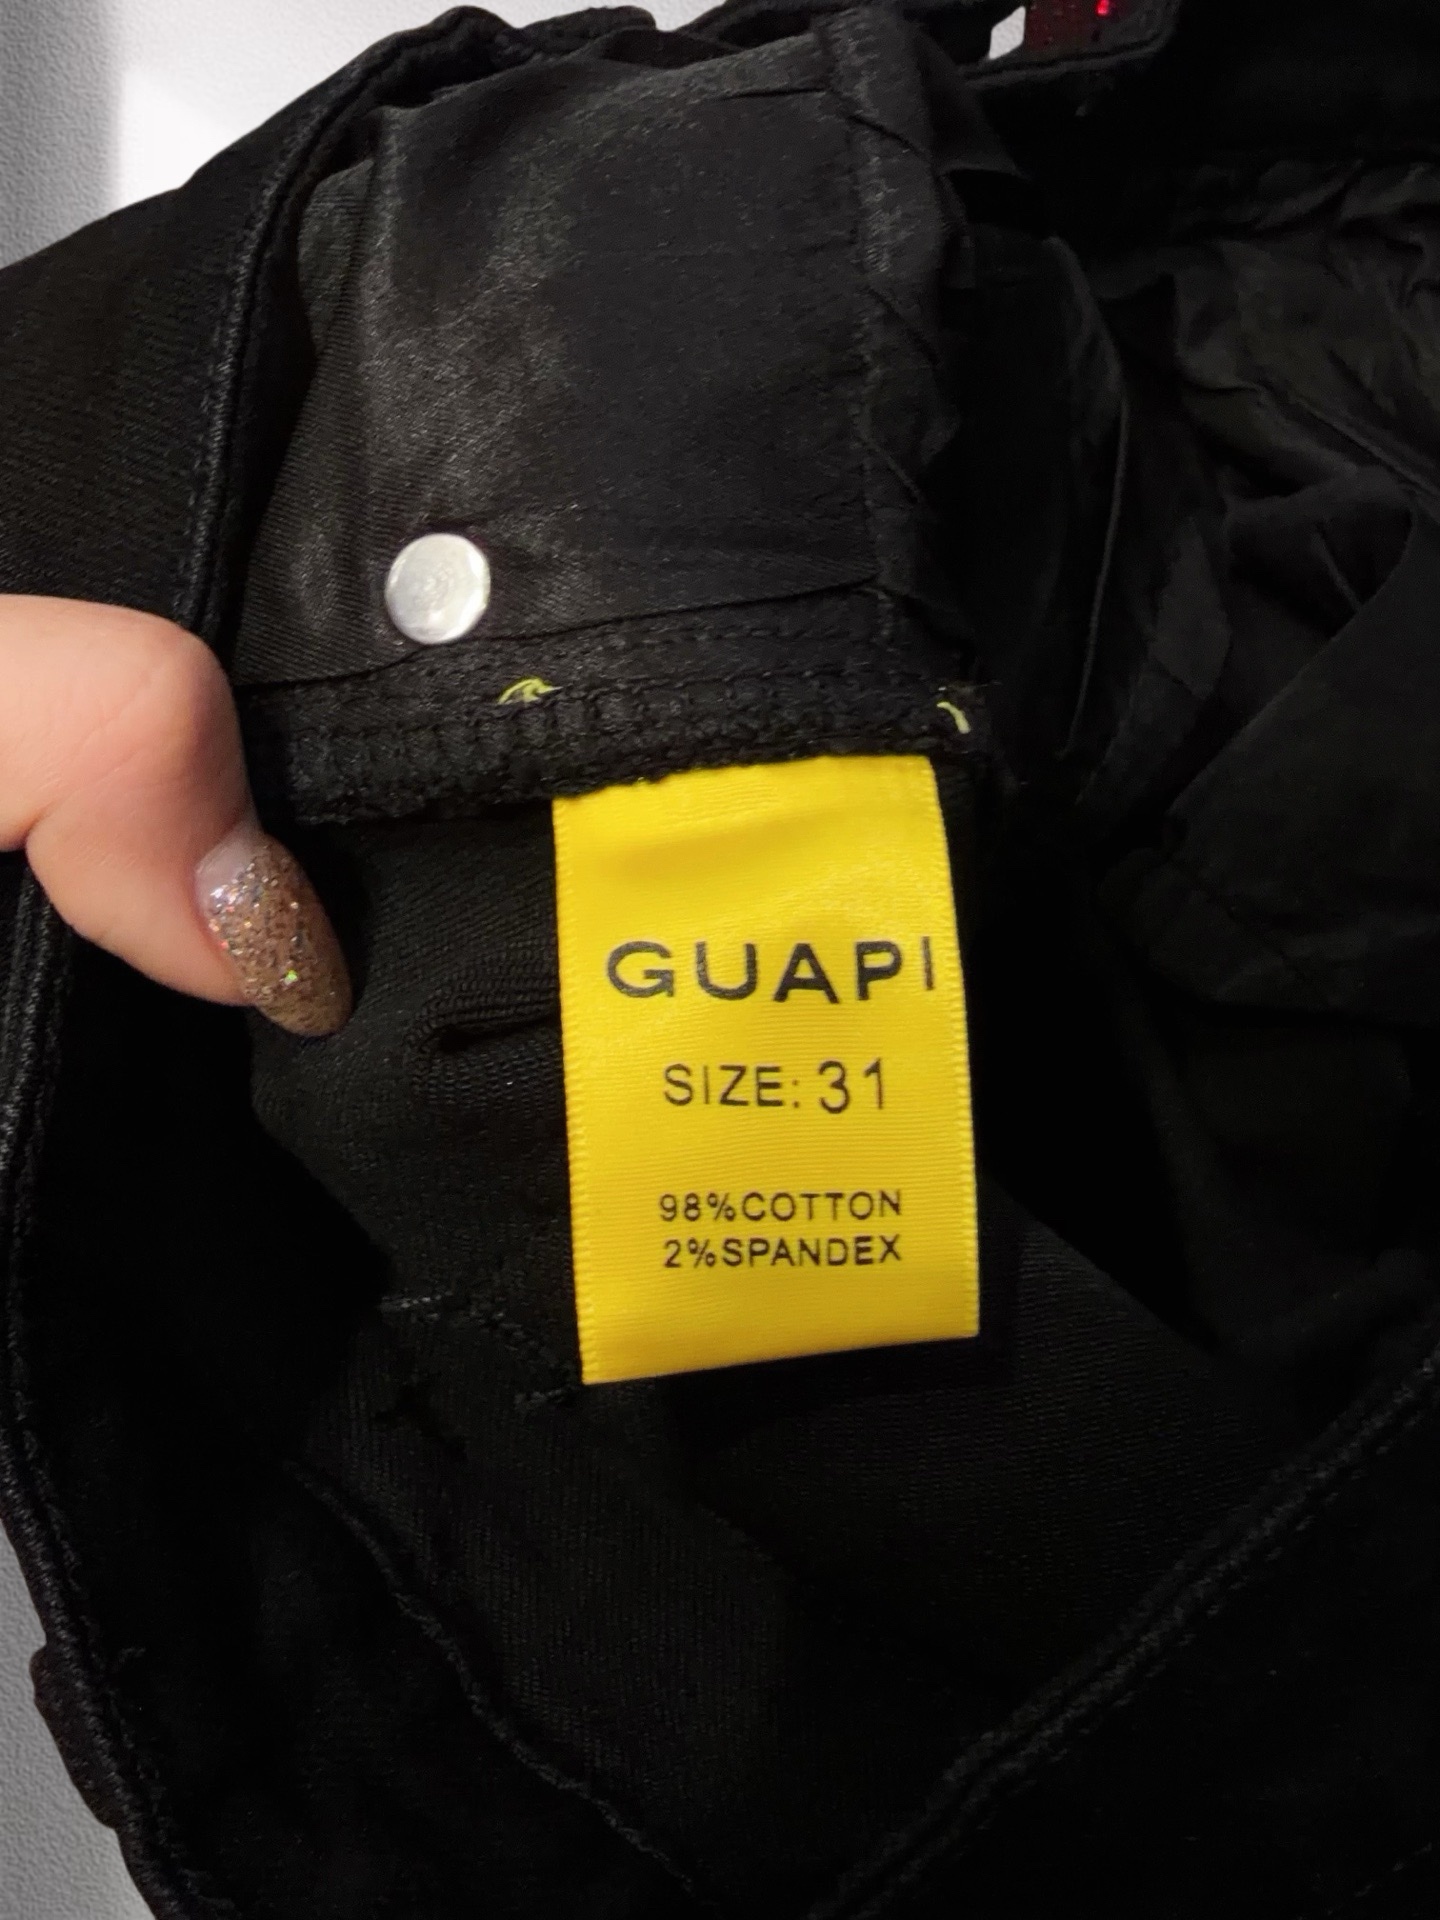 GUAPI
SIZE: 31
98%COTTON
2%SPANDEX